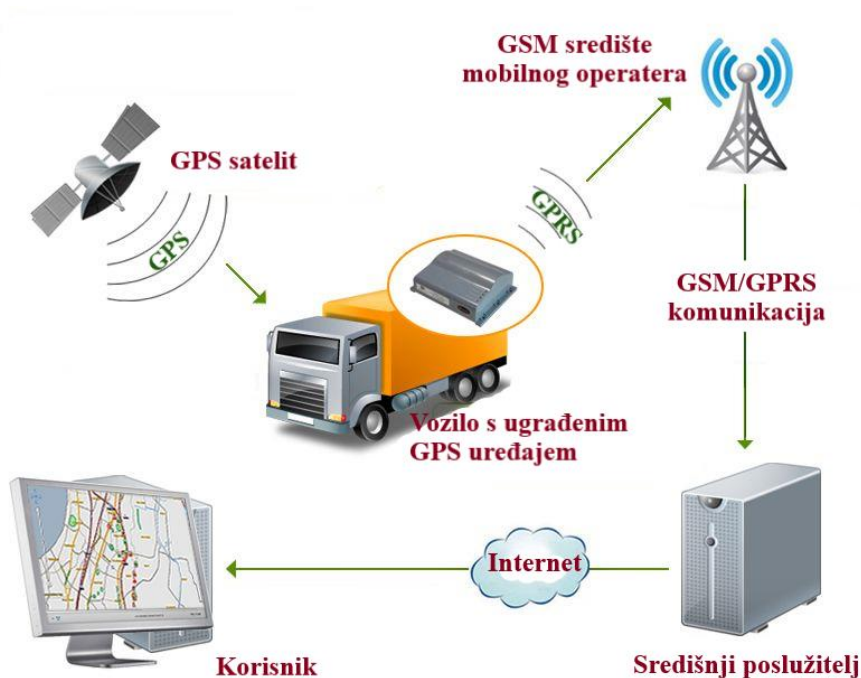 GSM središte
mobilnog operatera
GPS satelit
GPS
GPRS
GSM/GPRS
komunikacija
Vozilo s ugrađenim
GPS uređajem
Internet
Korisnik
Središnji poslužitelj